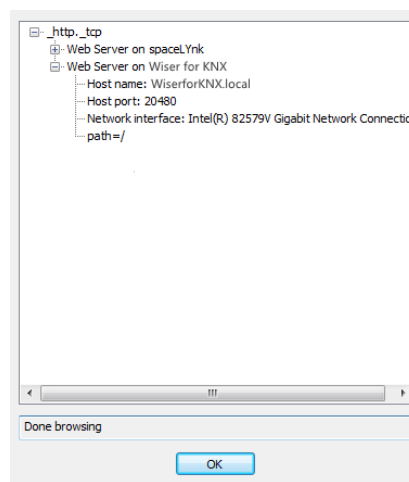 _http._tcp
Web Server on spaceLYnk
Web Server on Wiser for KNX
Host name: WiserforKNX.local
Host port: 20480
Network interface: Intel(R) 82579V Gigabit Network Connectio
path=/
Done browsing
OK